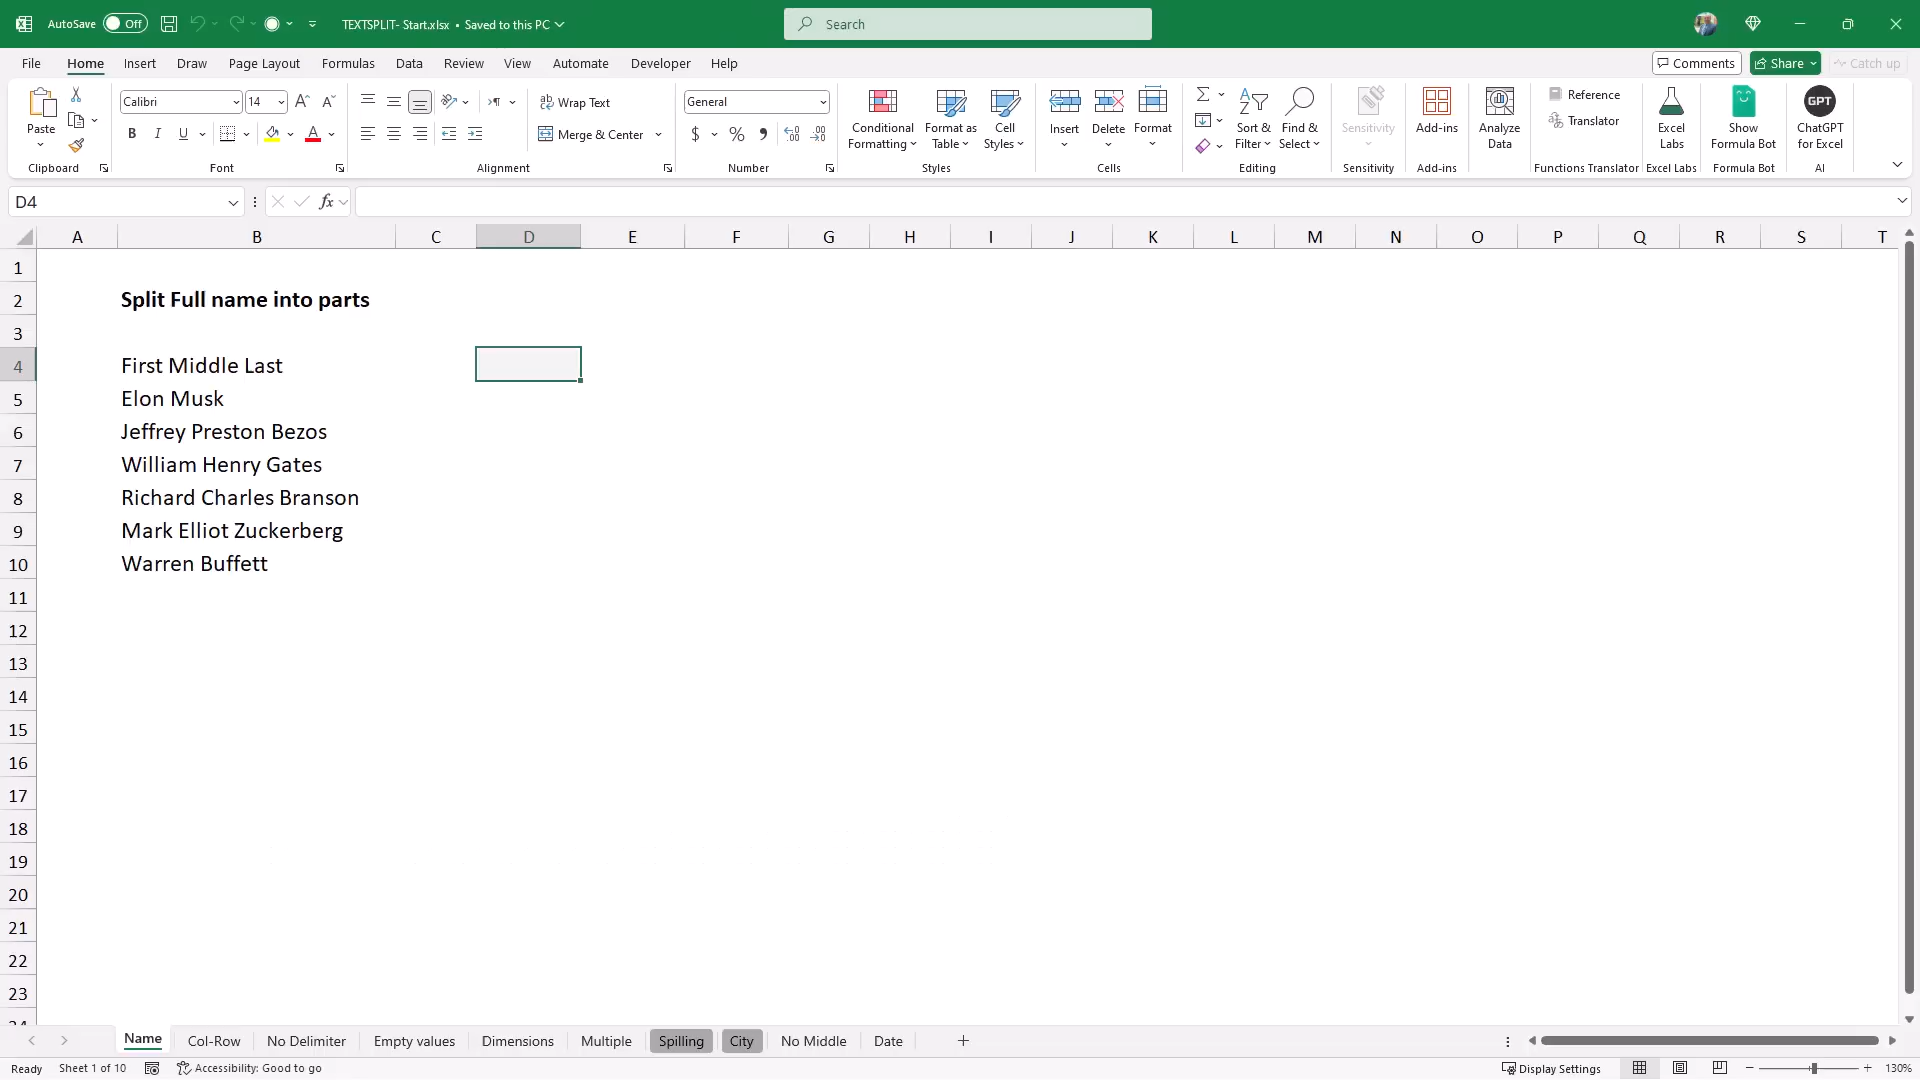 AutoSave Off TEXTSPLIT- Start.xlsx • Saved to this PC Search
File Home Insert Draw Page Layout Formulas Data Review View Automate Developer Help Comments Share Catch up
Paste
Clipboard
Calibri 14
B I U A
Font
Wrap Text
Merge & Center
Alignment
General
$ % 9
Number
Conditional Formatting
Format as Table
Cell Styles
Styles
Insert Delete Format
Cells
Sort & Filter
Find & Select
Editing
Sensitivity
Sensitivity
Add-ins
Add-ins
Analyze Data
Reference
Translator
Functions Translator
Excel Labs
Excel Labs
Show Formula Bot
Formula Bot
GPT
ChatGPT for Excel
AI
D4 fx
A B C D E F G H I J K L M N O P Q R S T
1
2 Split Full name into parts
3
4 First Middle Last
5 Elon Musk
6 Jeffrey Preston Bezos
7 William Henry Gates
8 Richard Charles Branson
9 Mark Elliot Zuckerberg
10 Warren Buffett
11
12
13
14
15
16
17
18
19
20
21
22
23
Name Col-Row No Delimiter Empty values Dimensions Multiple Spilling City No Middle Date
Ready Sheet 1 of 10 Accessibility: Good to go Display Settings 130%